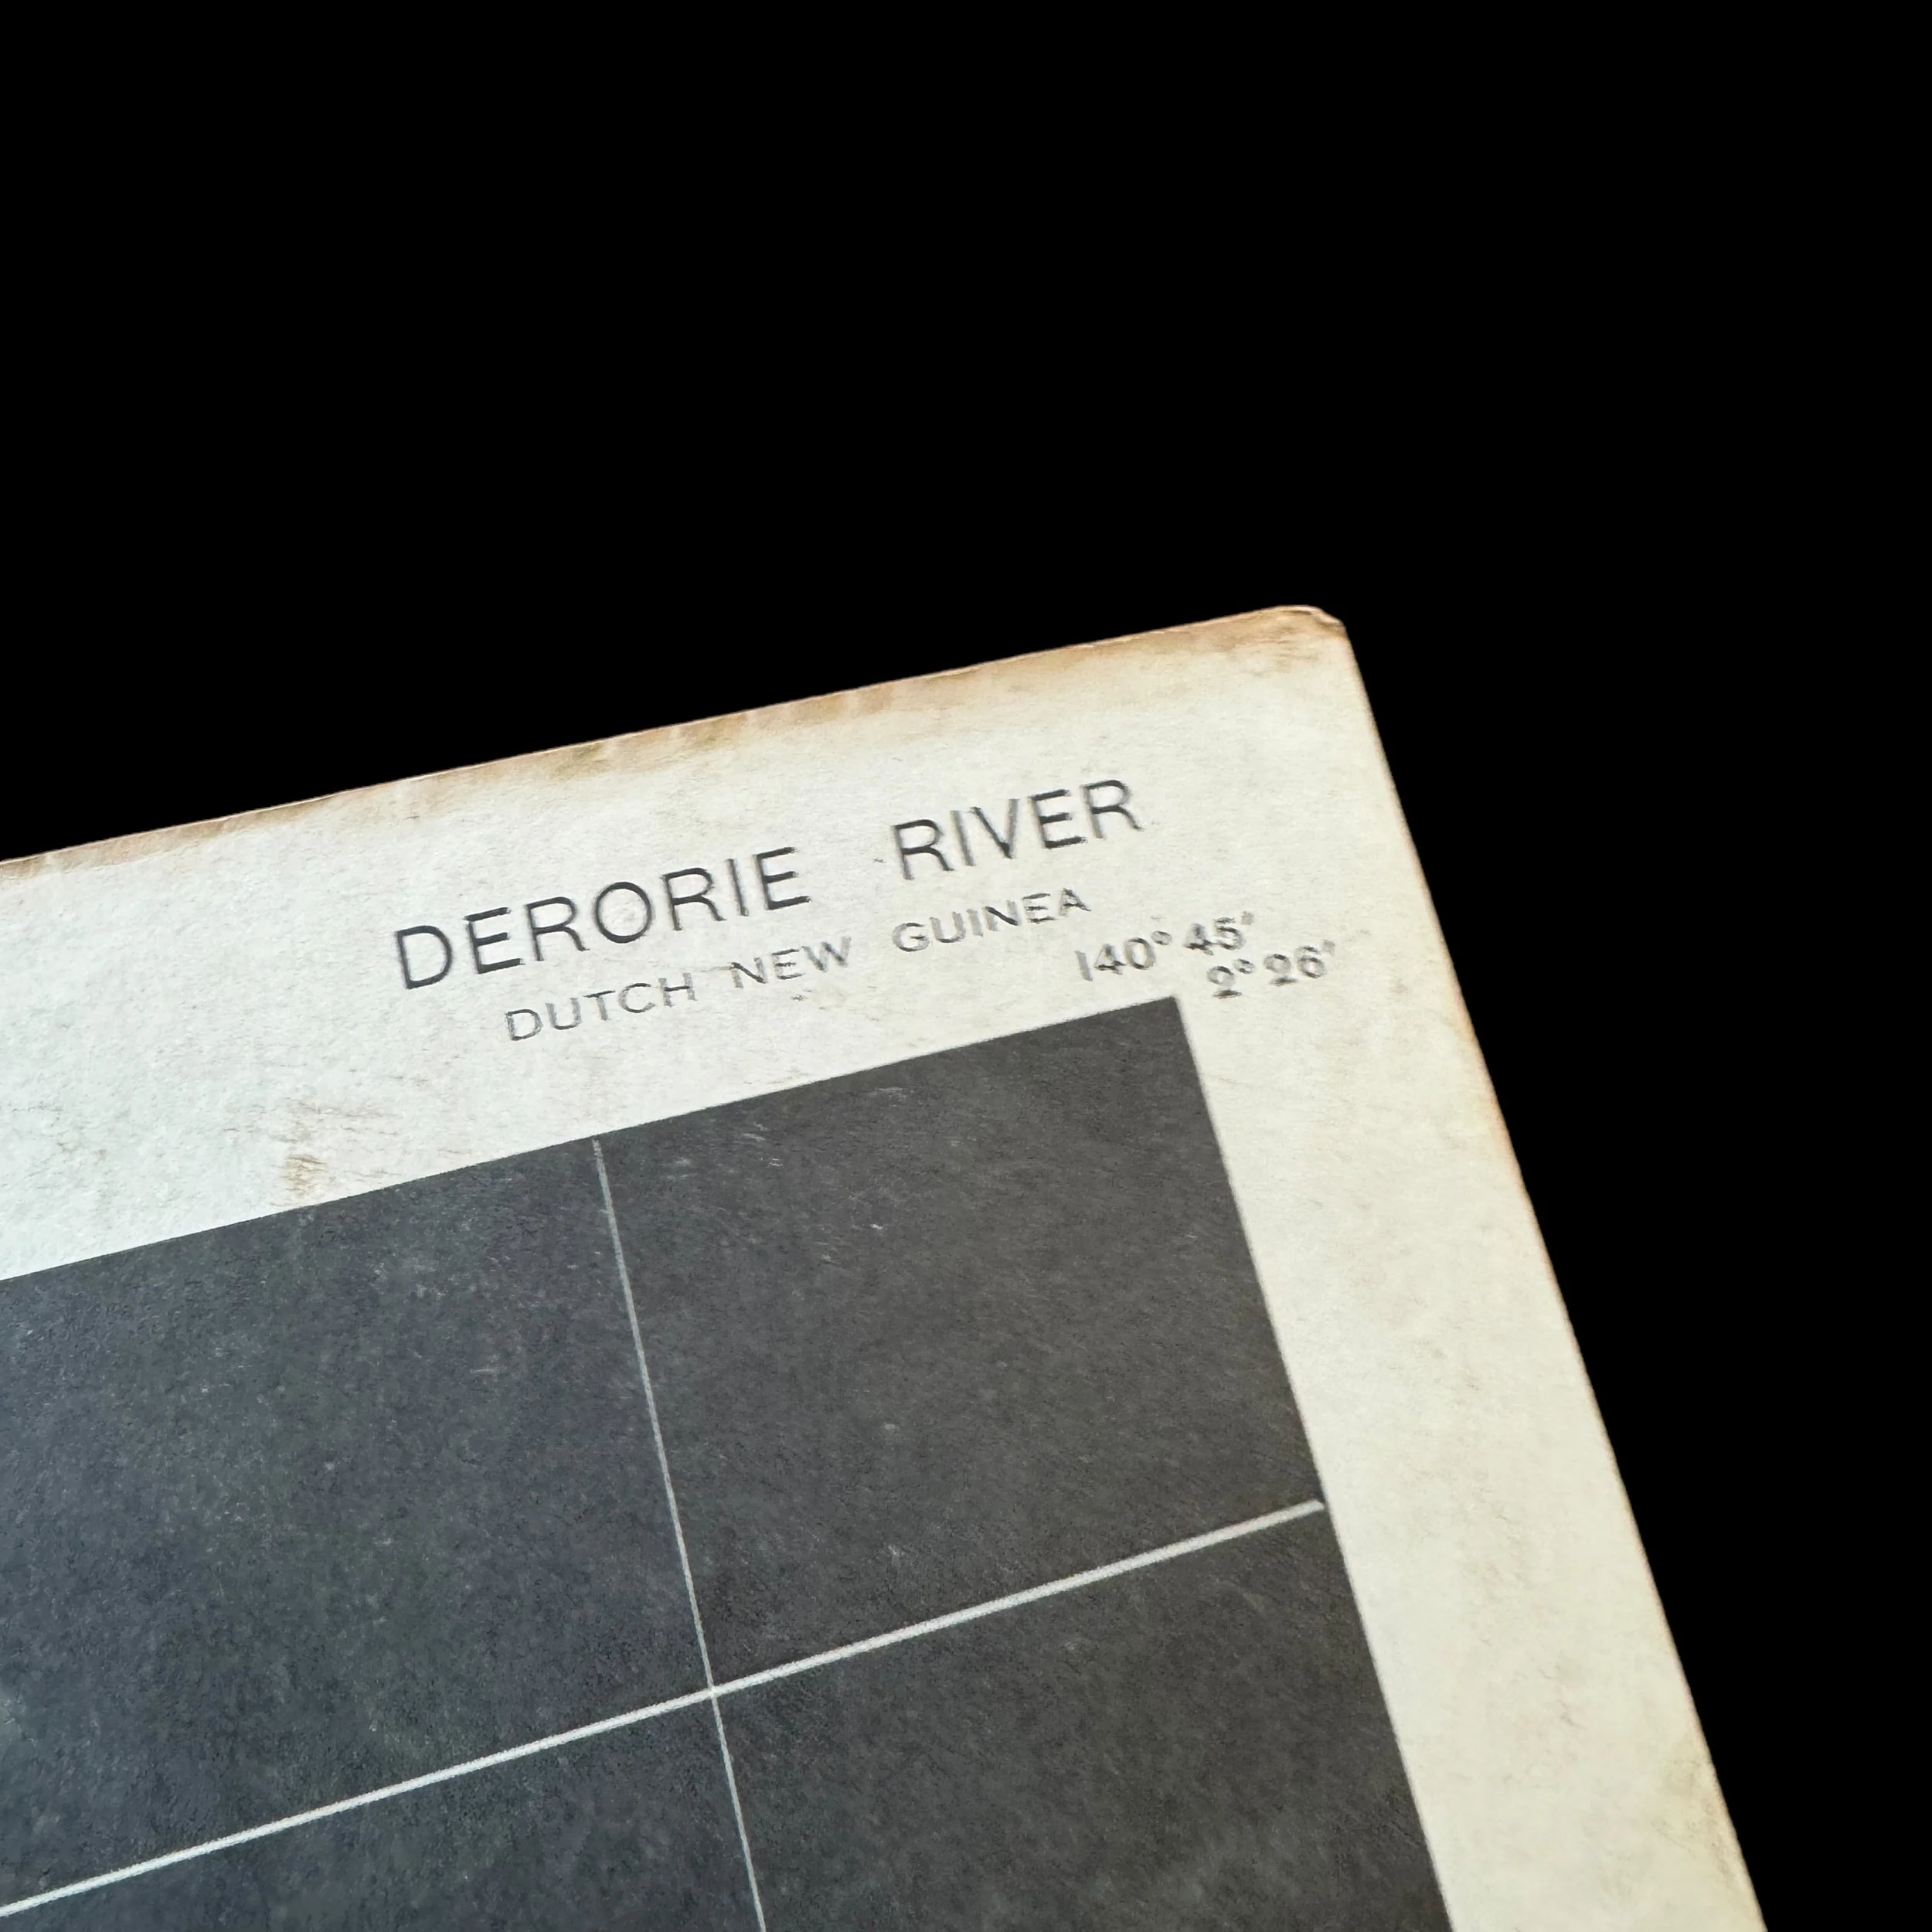 DERORIE RIVER
DUTCH NEW GUINEA
140° 45'
2° 26'